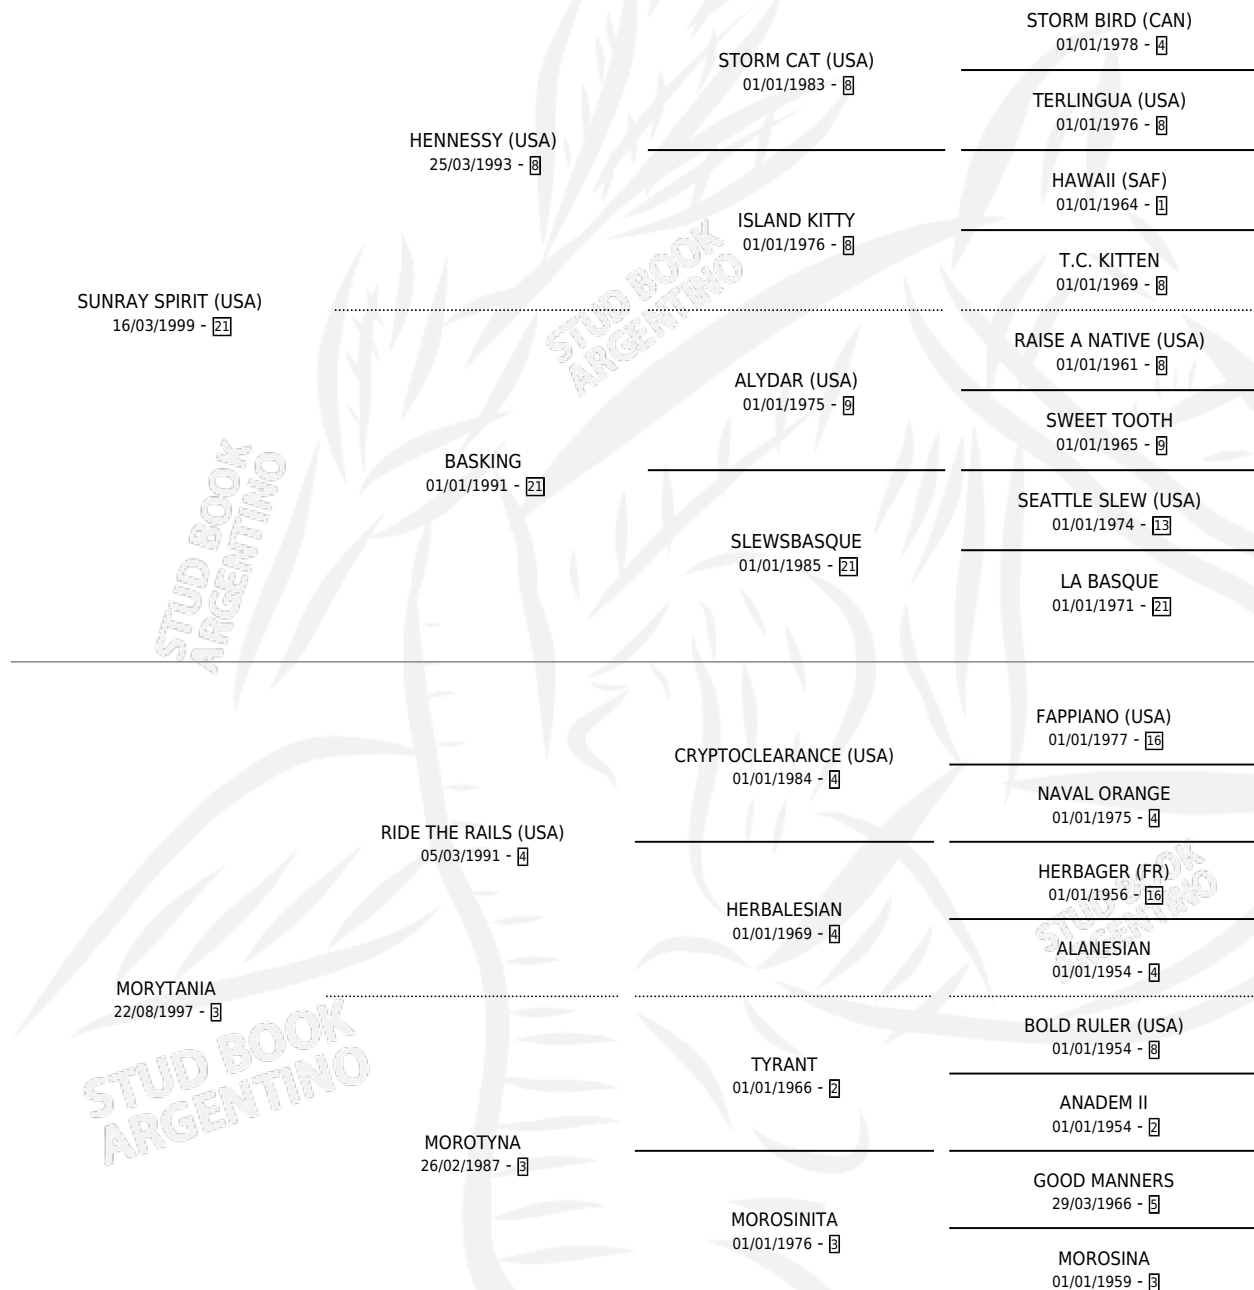 STORM BIRD (CAN)
01/01/1978 - 4
STORM CAT (USA)
01/01/1983 - 8
TERLINGUA (USA)
01/01/1976 - 8
HENNESSY (USA)
25/03/1993 - 8
HAWAII (SAF)
01/01/1964 - 1
ISLAND KITTY
01/01/1976 - 8
T.C. KITTEN
01/01/1969 - 8
SUNRAY SPIRIT (USA)
16/03/1999 - 21
RAISE A NATIVE (USA)
01/01/1961 - 8
ALYDAR (USA)
01/01/1975 - 9
SWEET TOOTH
01/01/1965 - 9
BASKING
01/01/1991 - 21
SEATTLE SLEW (USA)
01/01/1974 - 13
SLEWSBASQUE
01/01/1985 - 21
LA BASQUE
01/01/1971 - 21
FAPPIANO (USA)
01/01/1977 - 16
CRYPTOCLEARANCE (USA)
01/01/1984 - 4
NAVAL ORANGE
01/01/1975 - 4
RIDE THE RAILS (USA)
05/03/1991 - 4
HERBAGER (FR)
01/01/1956 - 16
HERBALESIAN
01/01/1969 - 4
ALANESIAN
01/01/1954 - 4
MORYTANIA
22/08/1997 - 3
BOLD RULER (USA)
01/01/1954 - 8
TYRANT
01/01/1966 - 2
ANADEM II
01/01/1954 - 2
MOROTYNA
26/02/1987 - 3
GOOD MANNERS
29/03/1966 - 5
MOROSINITA
01/01/1976 - 3
MOROSINA
01/01/1959 - 3
STUD BOOK
ARGENTINO
STUD BOOK
ARGENTINO
STUD BOOK
ARGENTINO
STUD BOOK
ARGENTINO